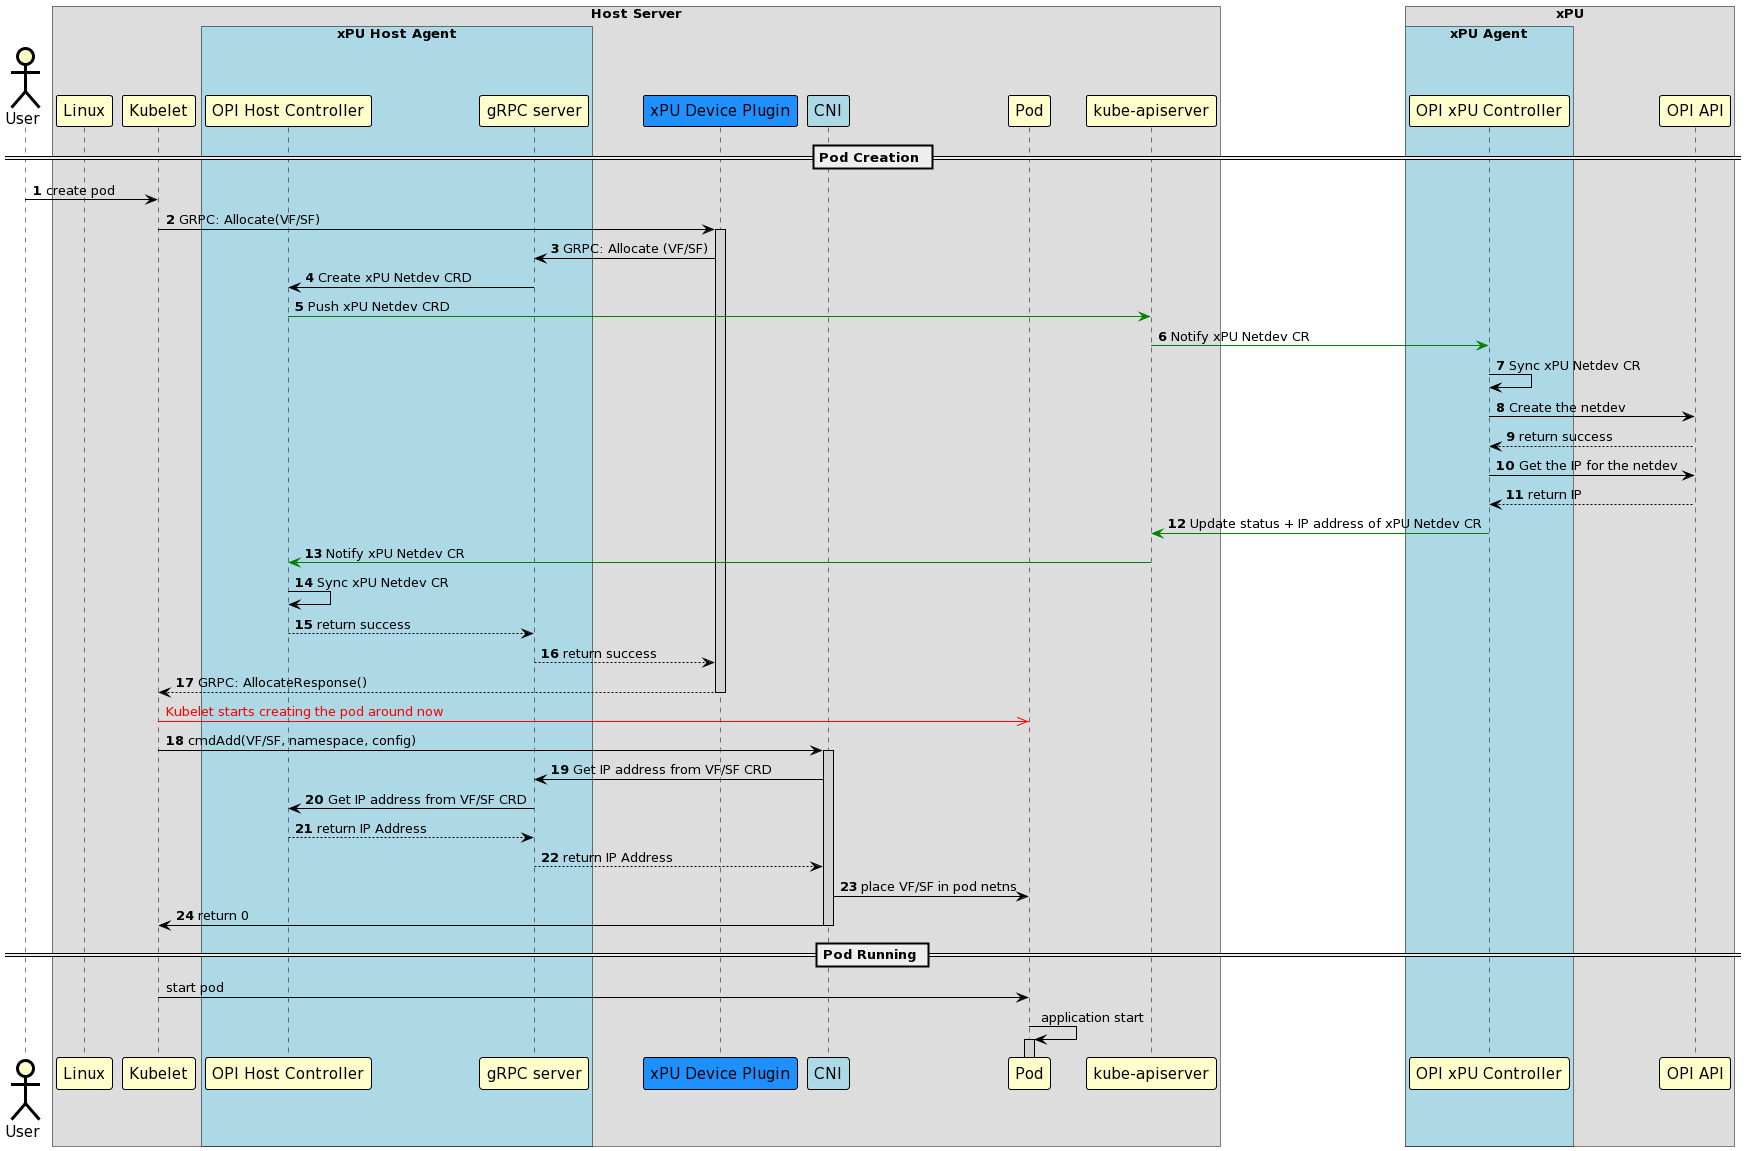 Host Server
xPU
xPU Host Agent
xPU Agent
User
Linux
Kubelet
OPI Host Controller
gRPC server
xPU Device Plugin
CNI
Pod
kube-apiserver
OPI xPU Controller
OPI API
Pod Creation
1 create pod
2 GRPC: Allocate(VF/SF)
3 GRPC: Allocate (VF/SF)
4 Create xPU Netdev CRD
5 Push xPU Netdev CRD
6 Notify xPU Netdev CR
7 Sync xPU Netdev CR
8 Create the netdev
9 return success
10 Get the IP for the netdev
11 return IP
12 Update status + IP address of xPU Netdev CR
13 Notify xPU Netdev CR
14 Sync xPU Netdev CR
15 return success
16 return success
17 GRPC: AllocateResponse()
Kubelet starts creating the pod around now
18 cmdAdd(VF/SF, namespace, config)
19 Get IP address from VF/SF CRD
20 Get IP address from VF/SF CRD
21 return IP Address
22 return IP Address
23 place VF/SF in pod netns
24 return 0
Pod Running
start pod
application start
User
Linux
Kubelet
OPI Host Controller
gRPC server
xPU Device Plugin
CNI
Pod
kube-apiserver
OPI xPU Controller
OPI API